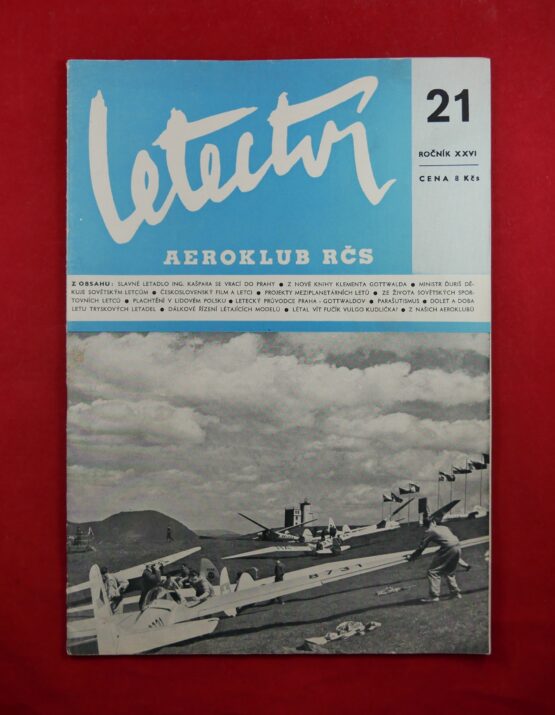 Letectví
21
ROČNÍK XXVI
CENA 8 Kčs
AEROKLUB RČS
Z OBSAHU: SLAVNÉ LETADLO ING. KAŠPARA SE VRACÍ DO PRAHY ● Z NOVÉ KNIHY KLEMENTA GOTTWALDA ● MINISTR ĎURIŠ DĚ-
KUJE SOVĚTSKÝM LETCŮM ● ČESKOSLOVENSKÝ FILM A LETCI ● PROJEKTY MEZIPLANETÁRNÍCH LETŮ ● ZE ŽIVOTA SOVĚTSKÝCH SPOR-
TOVNÍCH LETCŮ ● PLACHTĚNÍ V LIDOVÉM POLSKU ● LETECKÝ PRŮVODCE PRAHA - GOTTWALDOV ● PARAŠUTISMUS ● DOLET A DOBA
LETU TRYSKOVÝCH LETADEL ● DÁLKOVÉ ŘÍZENÍ LÉTAJÍCÍCH MODELŮ ● LÉTAL VÍT FUČÍK VULGO KUDLIČKA? ● Z NAŠICH AEROKLUBŮ